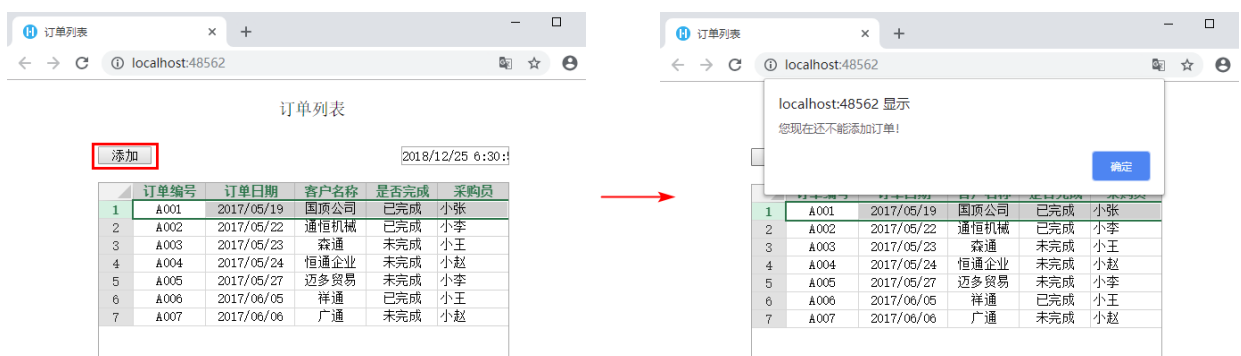 订单列表
localhost:48562
订单列表
添加
2018/12/25 6:30:
订单编号 订单日期 客户名称 是否完成 采购员
1 A001 2017/05/19 国顶公司 已完成 小张
2 A002 2017/05/22 通恒机械 已完成 小李
3 A003 2017/05/23 森通 未完成 小王
4 A004 2017/05/24 恒通企业 未完成 小赵
5 A005 2017/05/27 迈多贸易 未完成 小李
6 A006 2017/06/05 祥通 已完成 小王
7 A007 2017/06/06 广通 未完成 小赵
订单列表
localhost:48562
localhost:48562 显示
您现在还不能添加订单!
确定
1 A001 2017/05/19 国顶公司 已完成 小张
2 A002 2017/05/22 通恒机械 已完成 小李
3 A003 2017/05/23 森通 未完成 小王
4 A004 2017/05/24 恒通企业 未完成 小赵
5 A005 2017/05/27 迈多贸易 未完成 小李
6 A006 2017/06/05 祥通 已完成 小王
7 A007 2017/06/06 广通 未完成 小赵